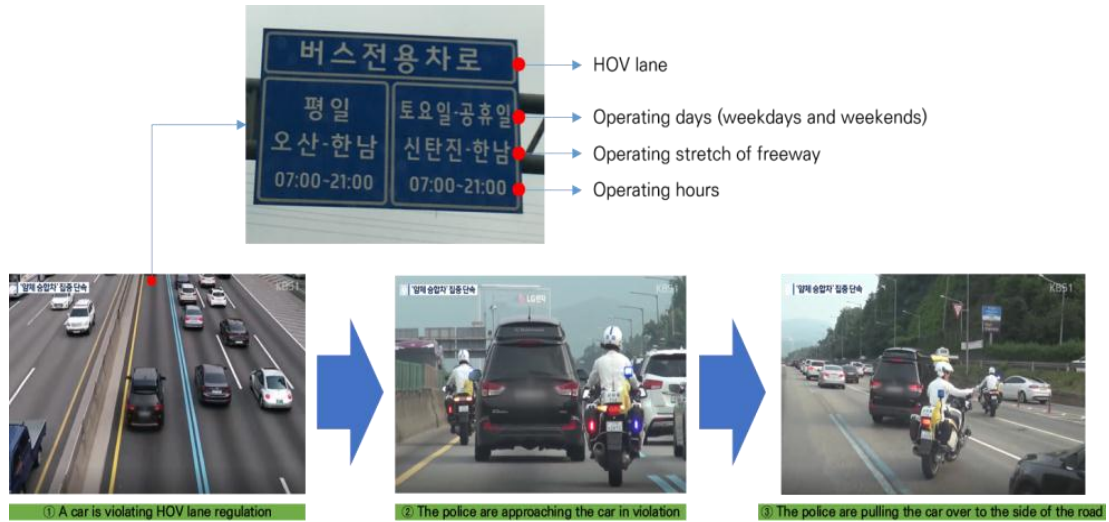 버스전용차로
평일
오산-한남
07:00~21:00
토요일·공휴일
신탄진-한남
07:00~21:00
HOV lane
Operating days (weekdays and weekends)
Operating stretch of freeway
Operating hours
'얌체 승합차' 집중 단속
KBS1
① A car is violating HOV lane regulation
'얌체 승합차' 집중 단속
LG전자
KBS1
② The police are approaching the car in violation
'얌체 승합차' 집중 단속
KBS1
③ The police are pulling the car over to the side of the road